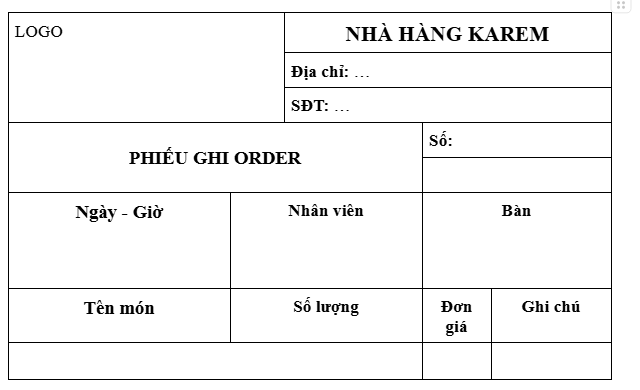 LOGO
NHÀ HÀNG KAREM
Địa chỉ: …
SĐT: …
PHIẾU GHI ORDER
Số:
Ngày - Giờ
Nhân viên
Bàn
Tên món
Số lượng
Đơn
giá
Ghi chú